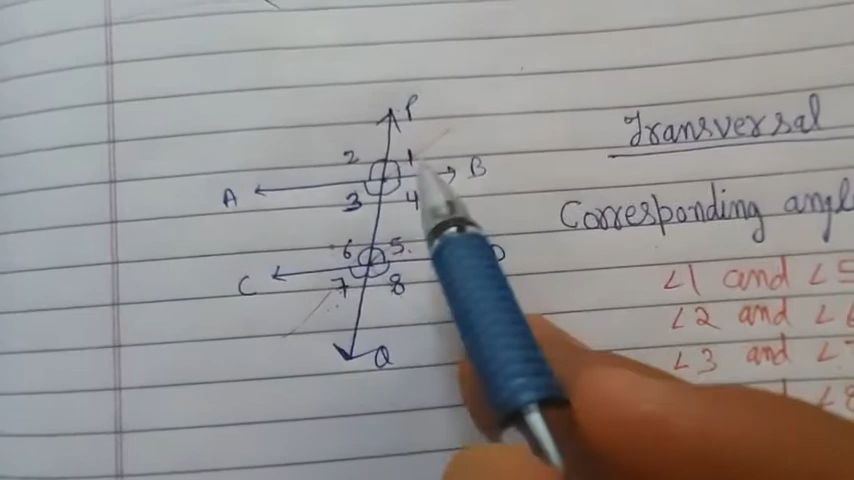 P
2 1
B
A
3 4
6 5
D
C
7 8
Q
Transversal
Corresponding angle
∠1 and ∠5
∠2 and ∠6
∠3 and ∠7
∠8